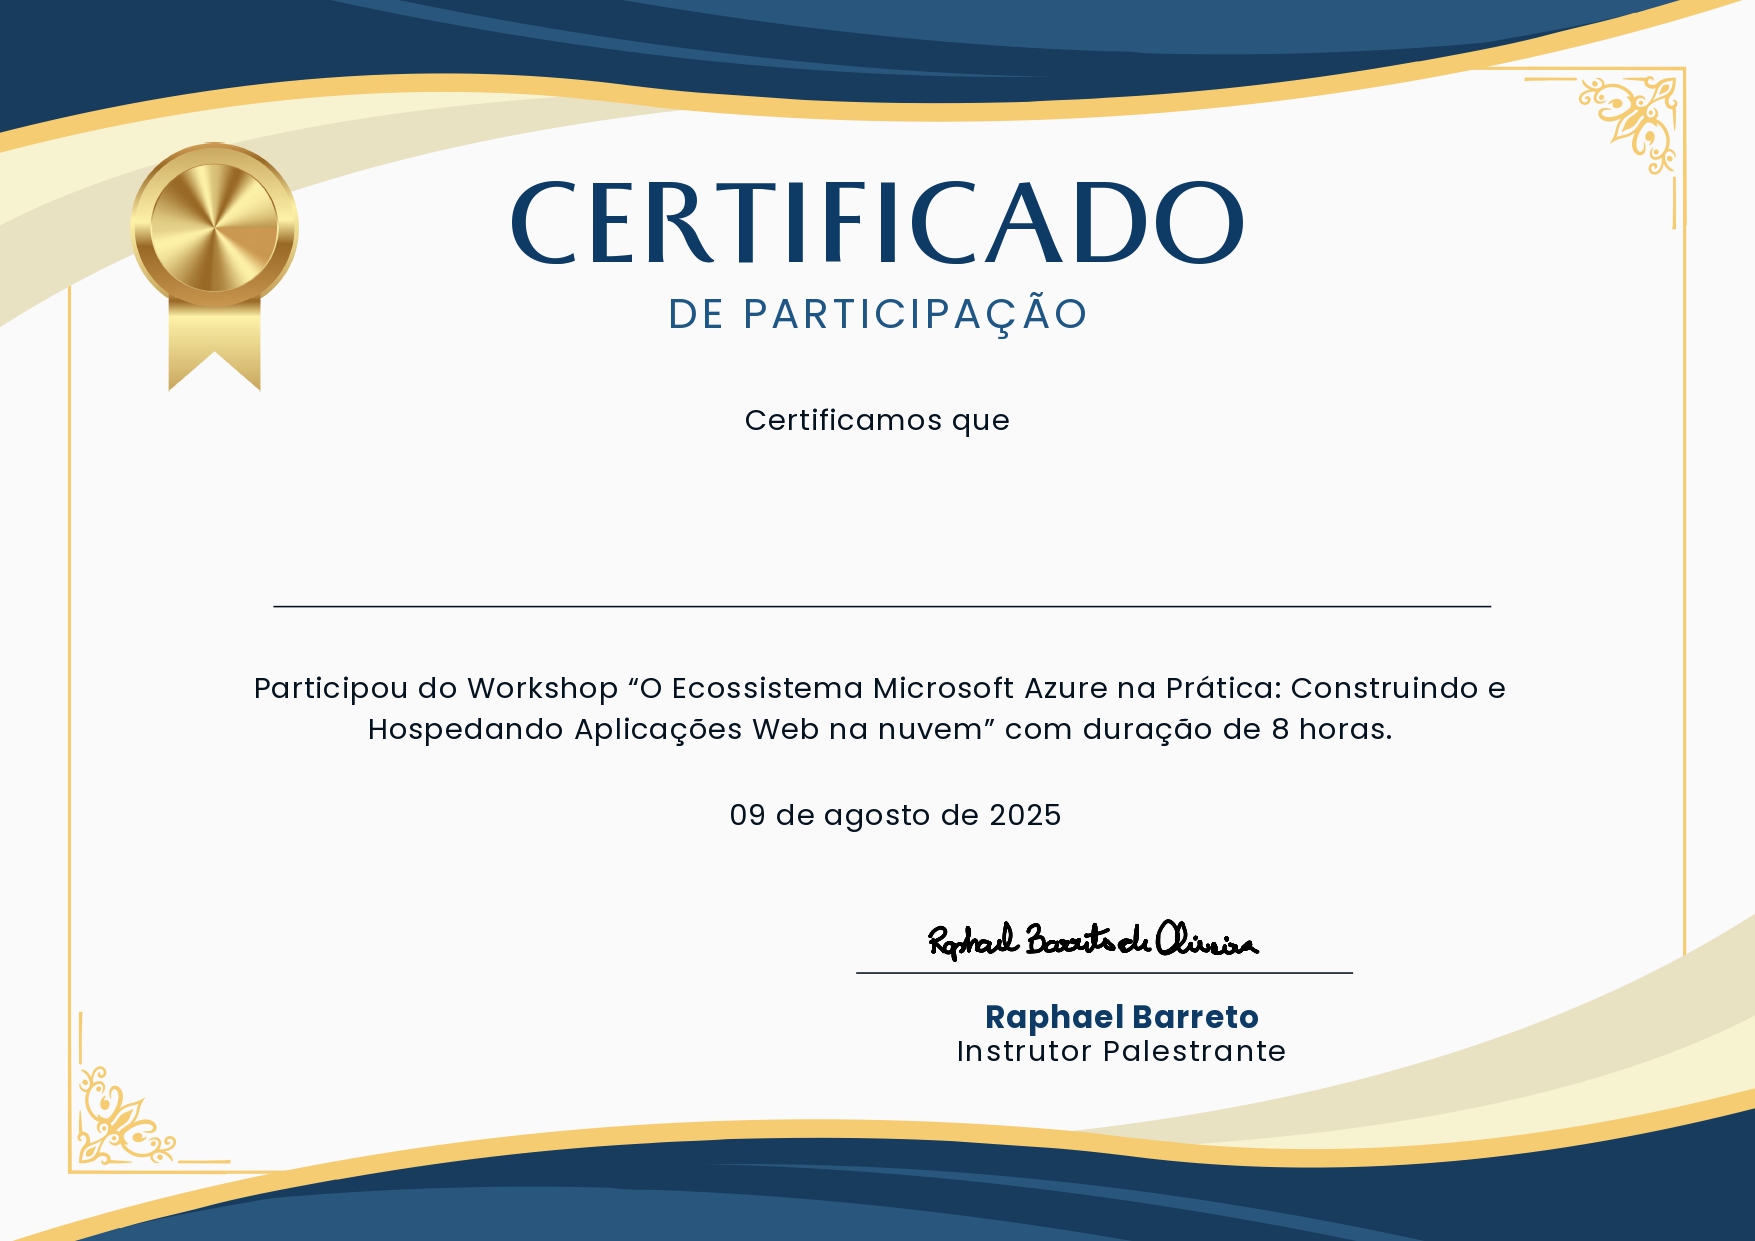 CERTIFICADO
DE PARTICIPAÇÃO
Certificamos que
Participou do Workshop “O Ecossistema Microsoft Azure na Prática: Construindo e
Hospedando Aplicações Web na nuvem” com duração de 8 horas.
09 de agosto de 2025
Raphael Barreto de Oliveira
Raphael Barreto
Instrutor Palestrante